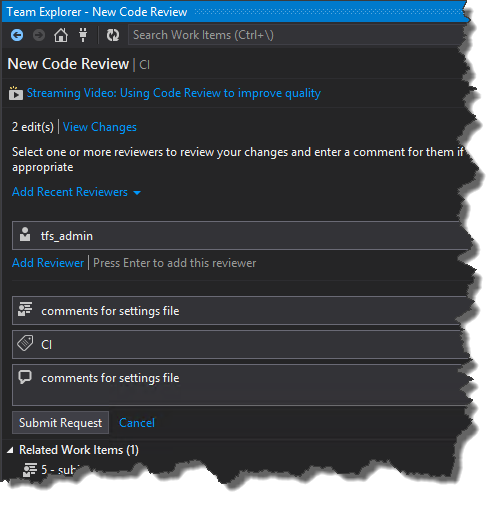 Team Explorer - New Code Review
Search Work Items (Ctrl+\)
New Code Review | CI
Streaming Video: Using Code Review to improve quality
2 edit(s) | View Changes
Select one or more reviewers to review your changes and enter a comment for them if
appropriate
Add Recent Reviewers
tfs_admin
Add Reviewer | Press Enter to add this reviewer
comments for settings file
CI
comments for settings file
Submit Request Cancel
Related Work Items (1)
5 -